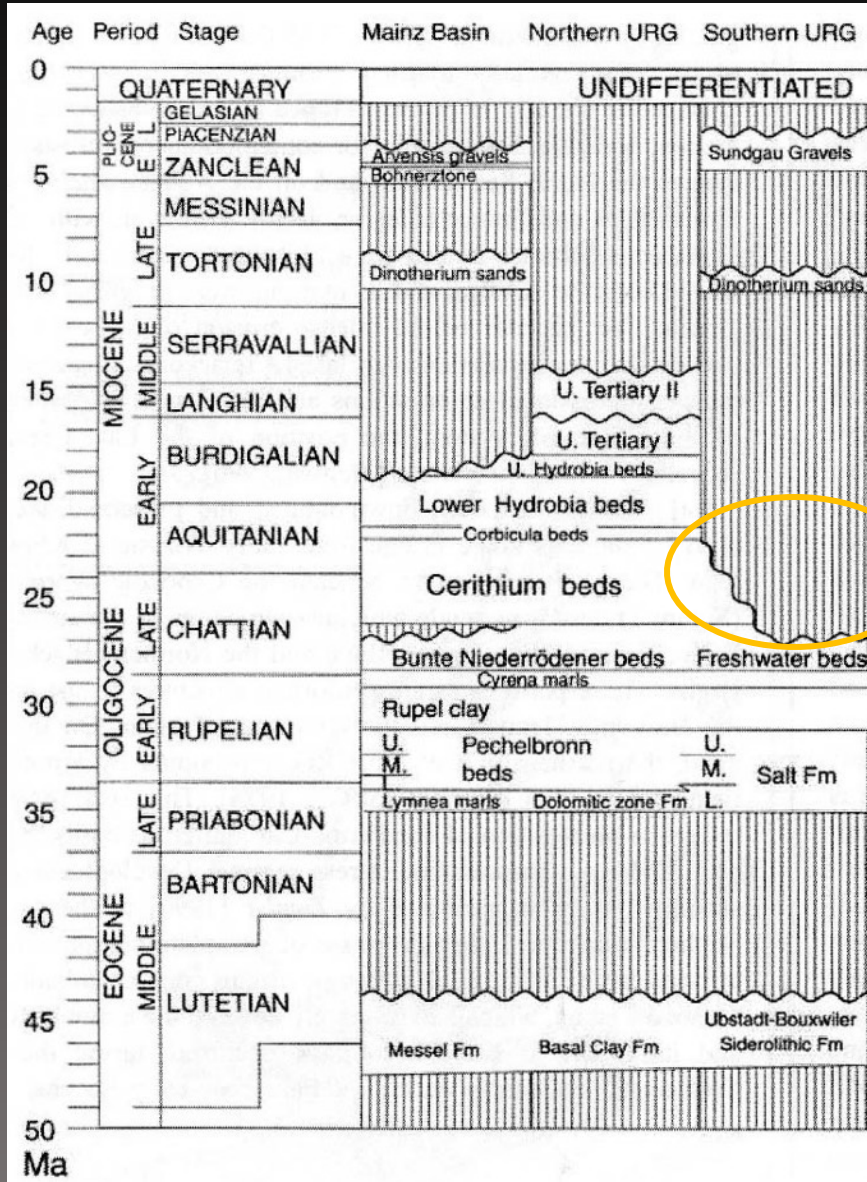 Age Period Stage Mainz Basin Northern URG Southern URG
0
QUATERNARY UNDIFFERENTIATED
GELASIAN
PLIOCENE
L
PIACENZIAN
Arvensis gravels
Sundgau Gravels
E
ZANCLEAN
Bohnerztone
5
MESSINIAN
LATE
TORTONIAN
Dinotherium sands
Dinotherium sands
10
MIOCENE
MIDDLE
SERRAVALLIAN
15
U. Tertiary II
LANGHIAN
EARLY
BURDIGALIAN
U. Tertiary I
U. Hydrobia beds
20
Lower Hydrobia beds
AQUITANIAN
Corbicula beds
Cerithium beds
25
OLIGOCENE
LATE
CHATTIAN
Bunte Niederrödener beds Freshwater beds
Cyrena marls
30
EARLY
RUPELIAN
Rupel clay
U. Pechelbronn U.
M. beds M. Salt Fm
L.
Lymnea marls Dolomitic zone Fm L.
35
EOCENE
LATE
PRIABONIAN
BARTONIAN
40
MIDDLE
LUTETIAN
45
Ubstadt-Bouxwiler
Messel Fm Basal Clay Fm Siderolithic Fm
50
Ma